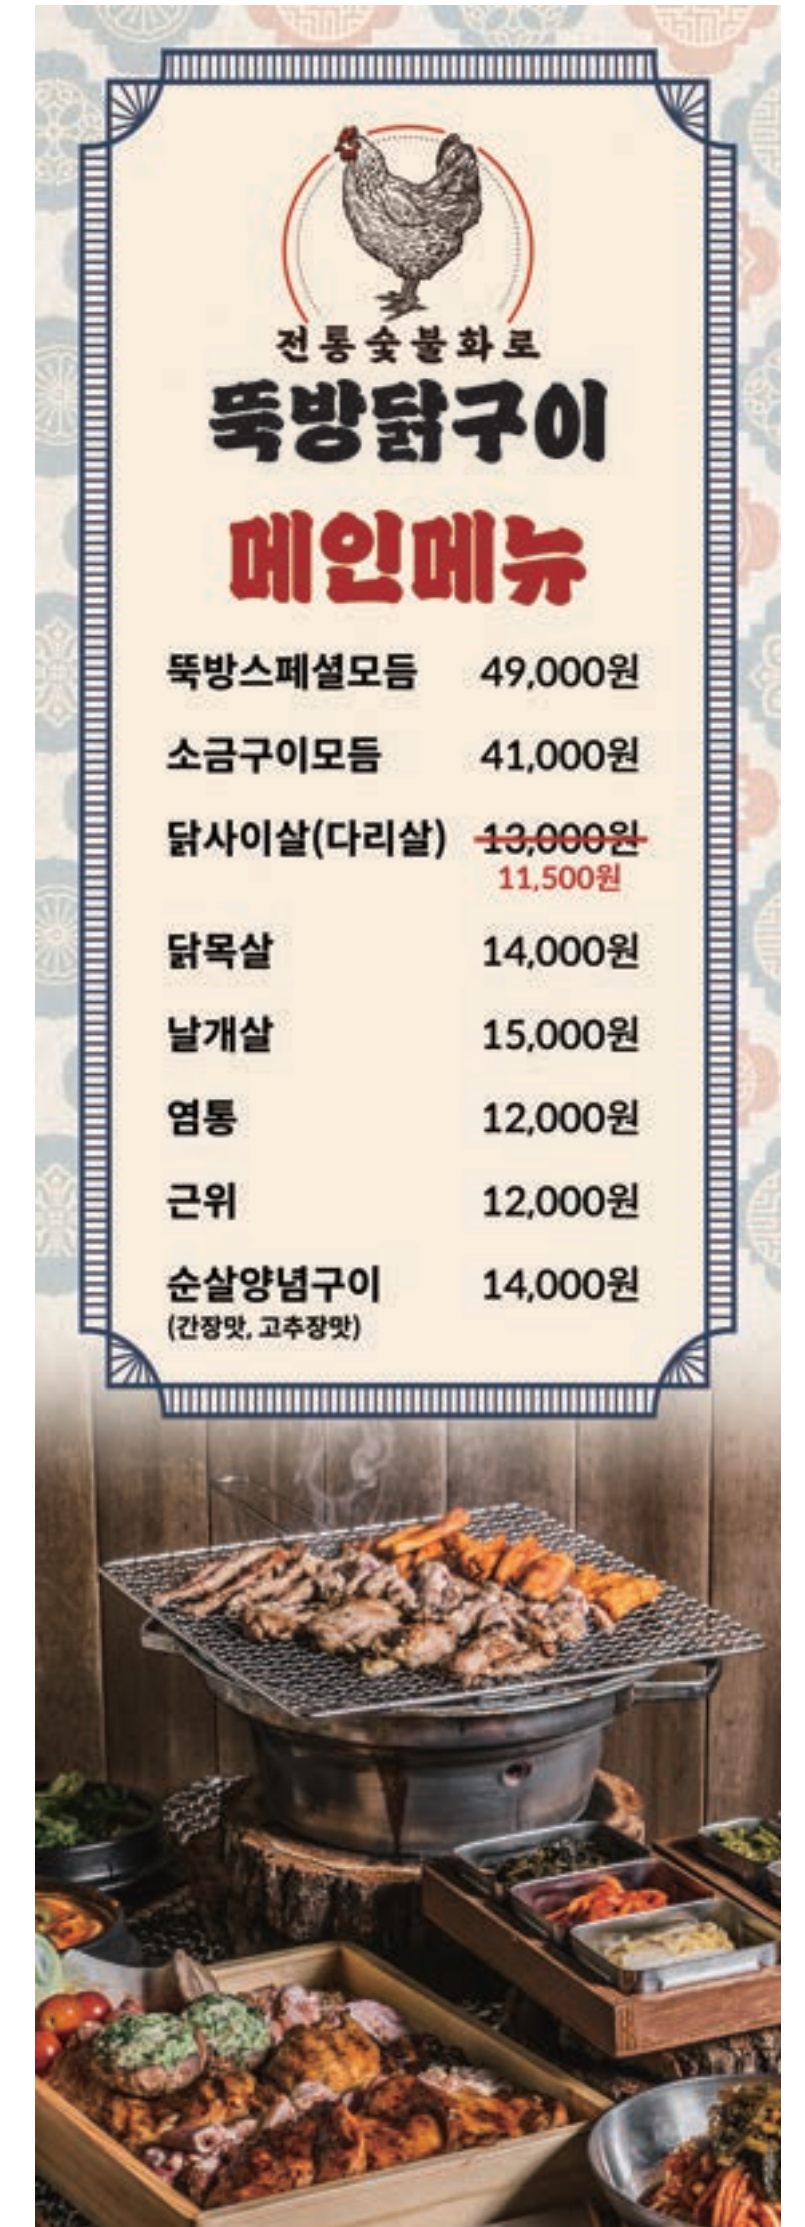 전통숯불화로
뚝방닭구이
메인메뉴
뚝방스페셜모듬 49,000원
소금구이모듬 41,000원
닭사이살(다리살) 13,000원
11,500원
닭목살 14,000원
날개살 15,000원
염통 12,000원
근위 12,000원
순살양념구이 14,000원
(간장맛, 고추장맛)